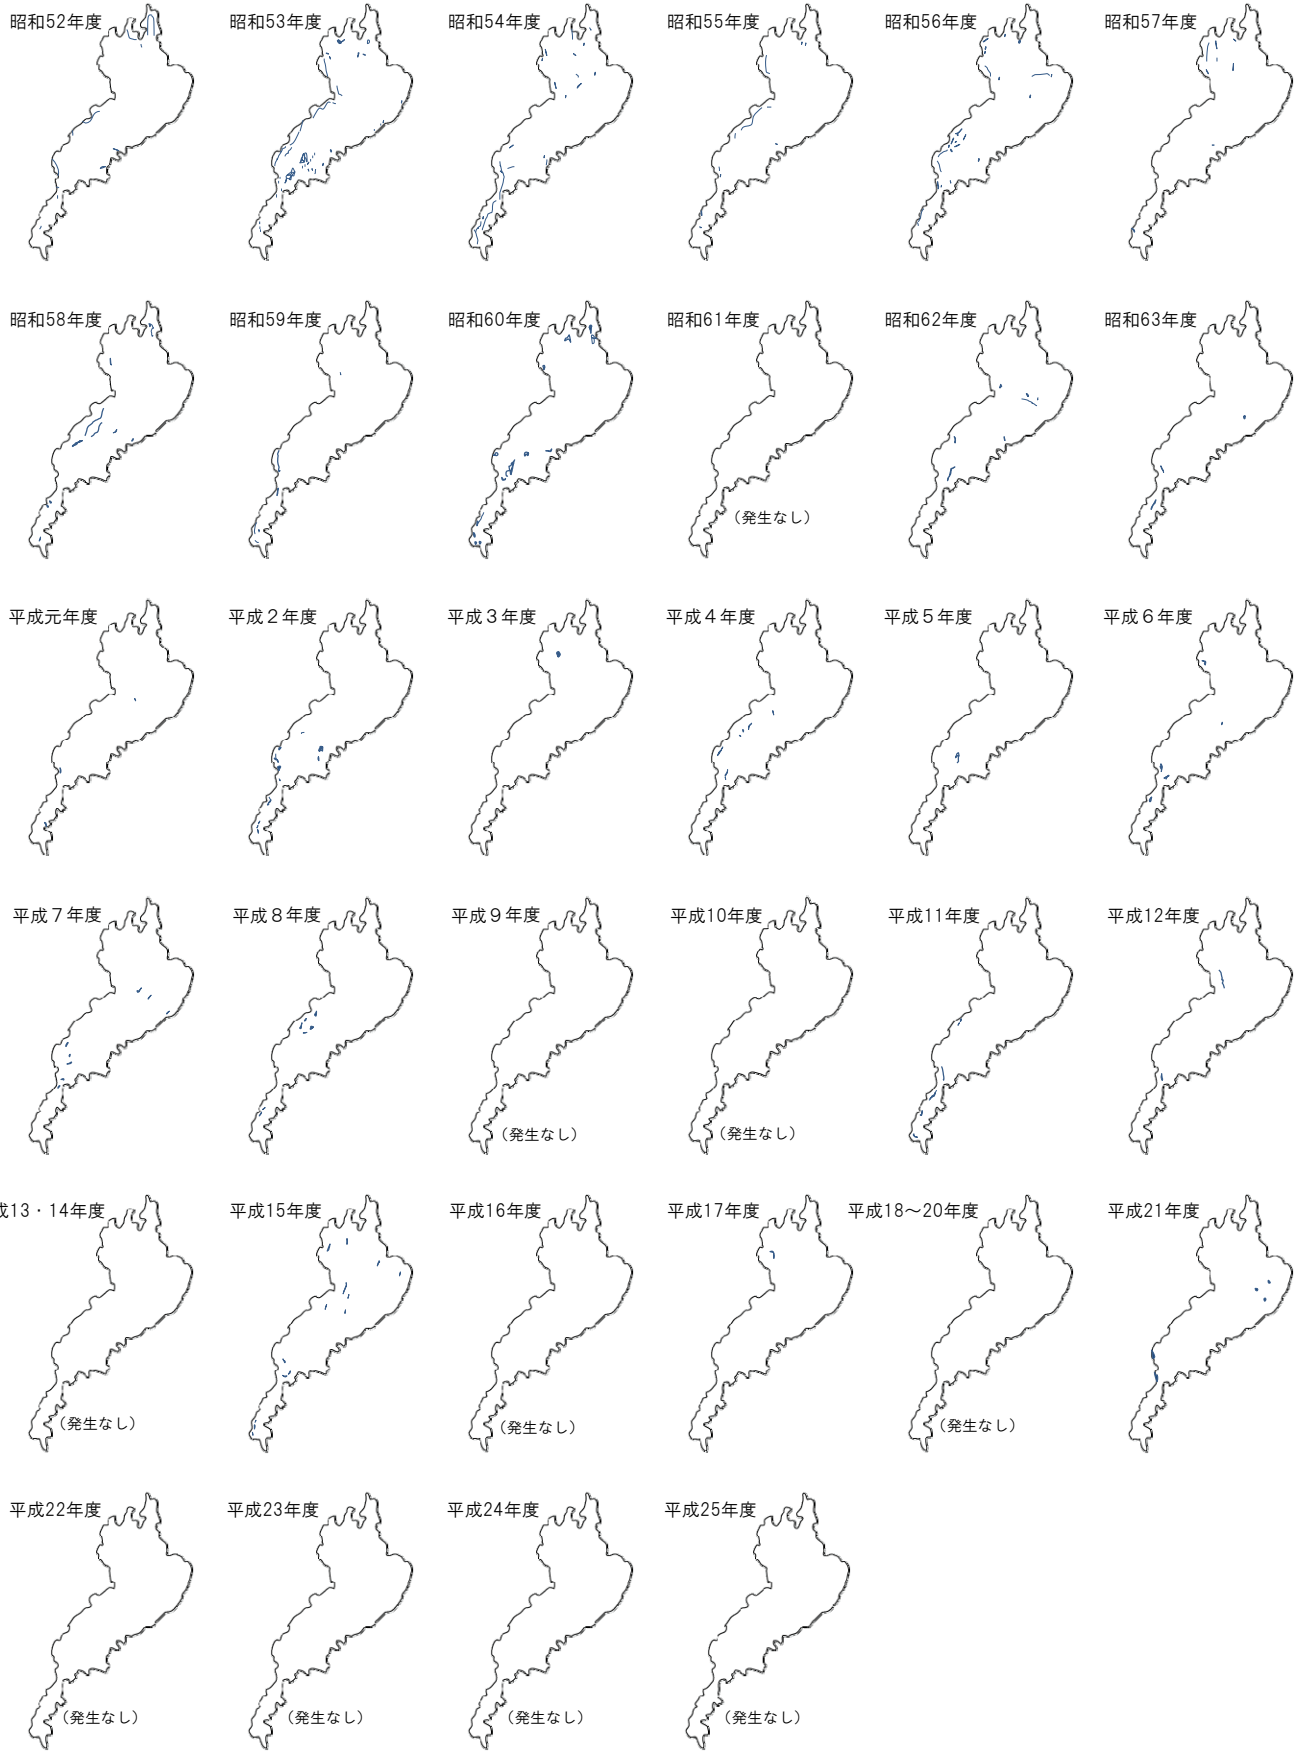 昭和52年度
昭和53年度
昭和54年度
昭和55年度
昭和56年度
昭和57年度
昭和58年度
昭和59年度
昭和60年度
昭和61年度
昭和62年度
昭和63年度
（発生なし）
平成元年度
平成２年度
平成３年度
平成４年度
平成５年度
平成６年度
平成７年度
平成８年度
平成９年度
平成10年度
平成11年度
平成12年度
（発生なし）
（発生なし）
成13・14年度
平成15年度
平成16年度
平成17年度
平成18～20年度
平成21年度
（発生なし）
（発生なし）
（発生なし）
平成22年度
平成23年度
平成24年度
平成25年度
（発生なし）
（発生なし）
（発生なし）
（発生なし）